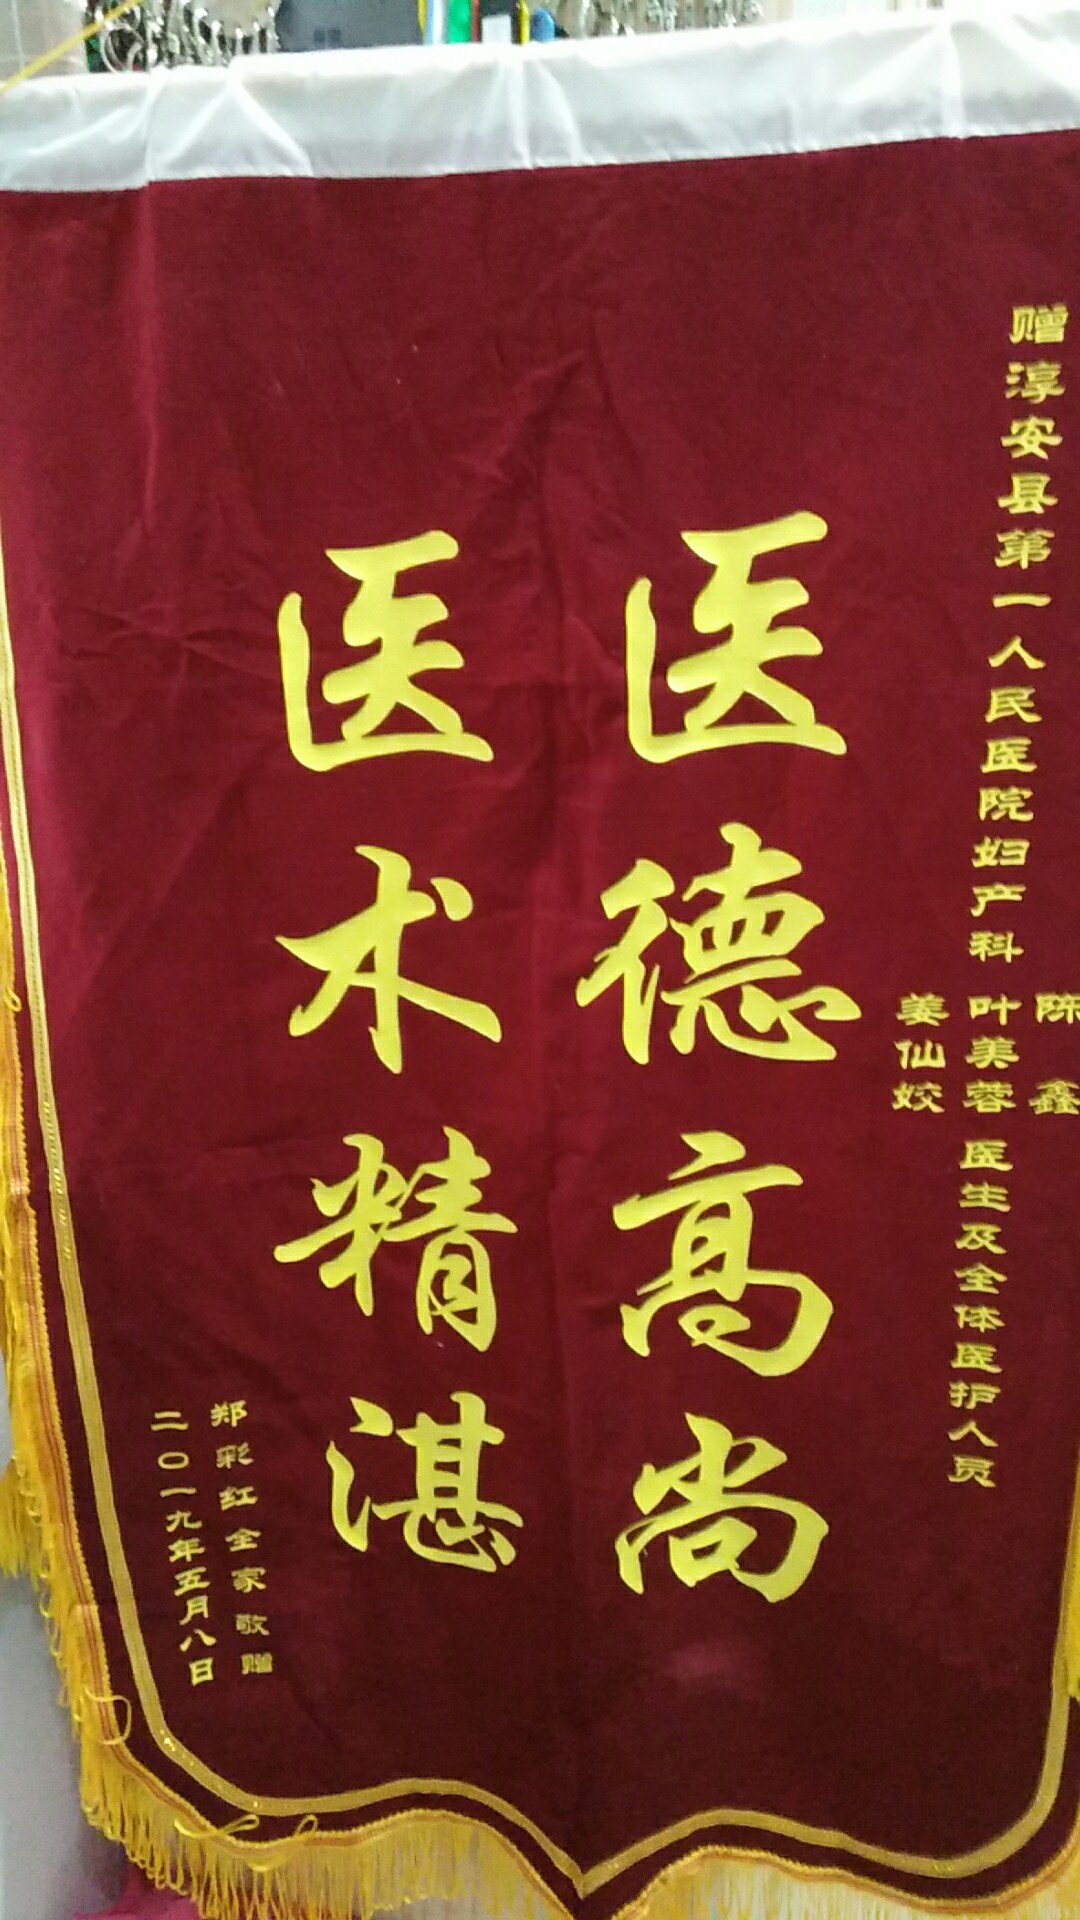 赠淳安县第一人民医院妇产科
陈鑫
叶美蓉
姜仙姣
医生及全体医护人员
医德高尚
医术精湛
郑彩红全家敬赠
二〇一九年五月八日